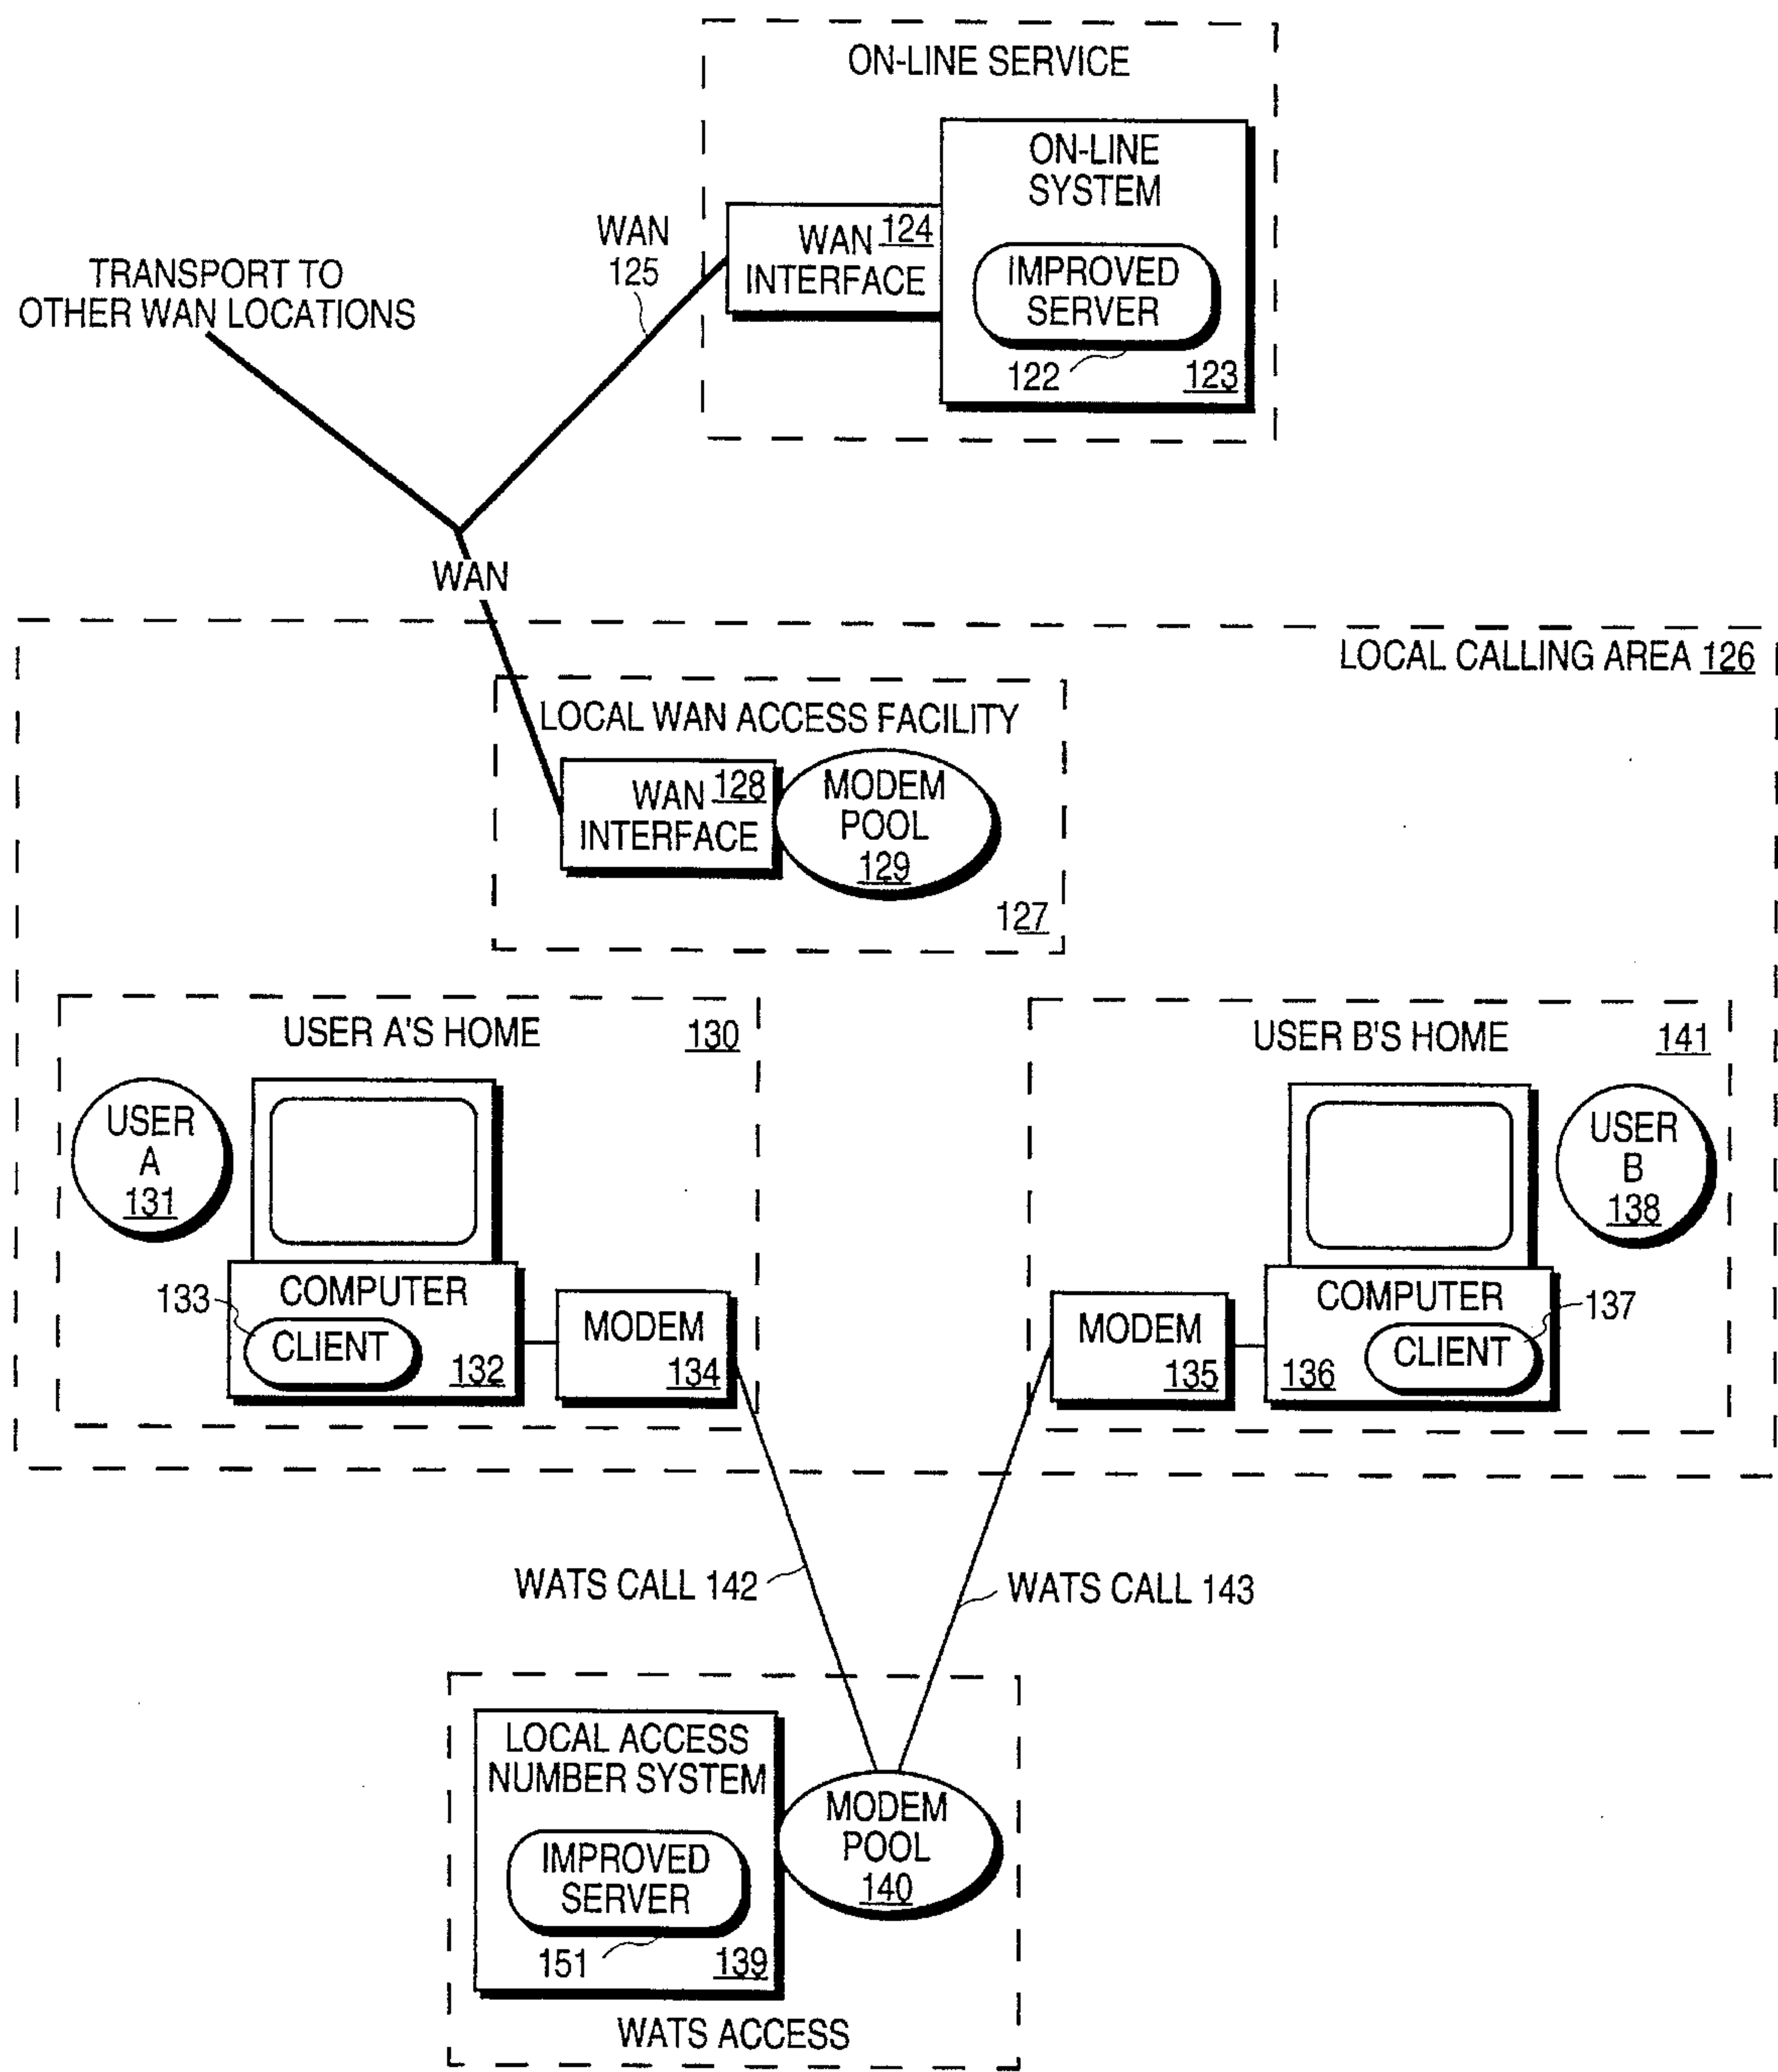 ON-LINE SERVICE
ON-LINE
SYSTEM
WAN 124
INTERFACE
IMPROVED
SERVER
122
123
WAN
125
TRANSPORT TO
OTHER WAN LOCATIONS
WAN
LOCAL CALLING AREA 126
LOCAL WAN ACCESS FACILITY
WAN 128
INTERFACE
MODEM
POOL
129
127
USER A'S HOME 130
USER
A
131
COMPUTER
133
CLIENT
132
MODEM
134
USER B'S HOME 141
USER
B
138
MODEM
135
COMPUTER
137
CLIENT
136
WATS CALL 142
WATS CALL 143
LOCAL ACCESS
NUMBER SYSTEM
IMPROVED
SERVER
151
139
MODEM
POOL
140
WATS ACCESS